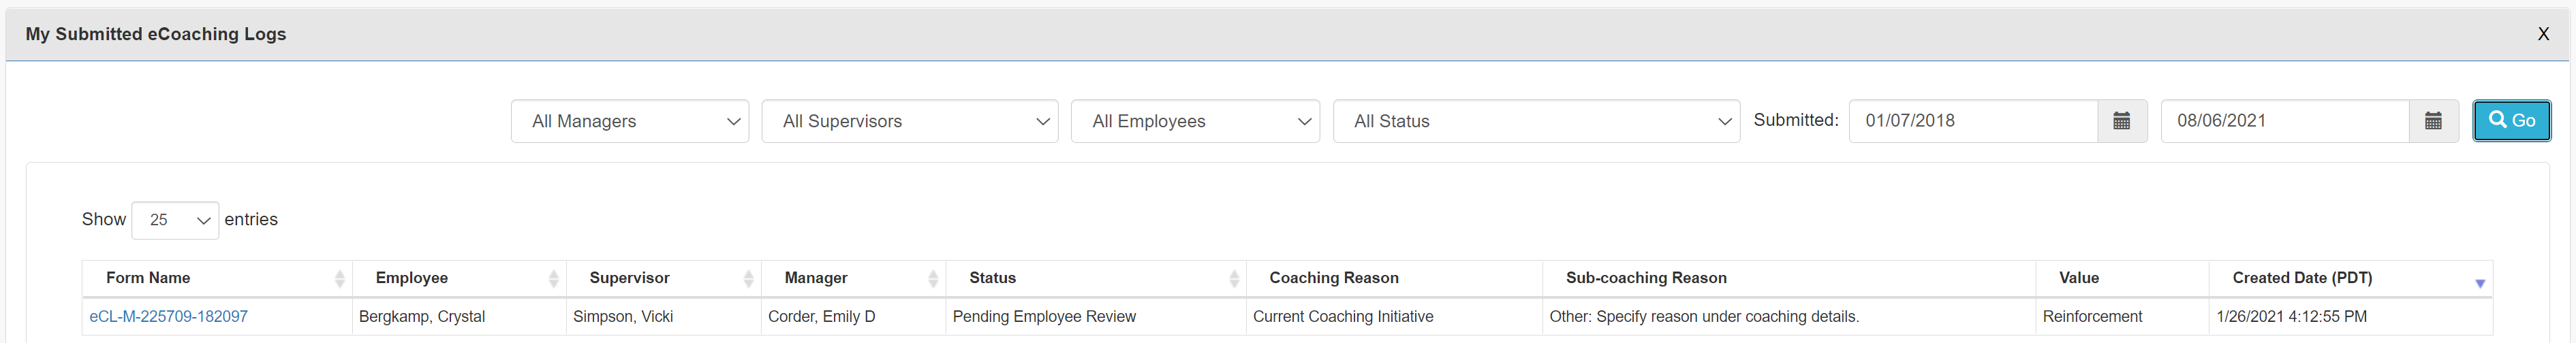 My Submitted eCoaching Logs X
All Managers All Supervisors All Employees All Status Submitted: 01/07/2018 08/06/2021 Go
Show 25 entries
Form Name Employee Supervisor Manager Status Coaching Reason Sub-coaching Reason Value Created Date (PDT)
eCL-M-225709-182097 Bergkamp, Crystal Simpson, Vicki Corder, Emily D Pending Employee Review Current Coaching Initiative Other: Specify reason under coaching details. Reinforcement 1/26/2021 4:12:55 PM